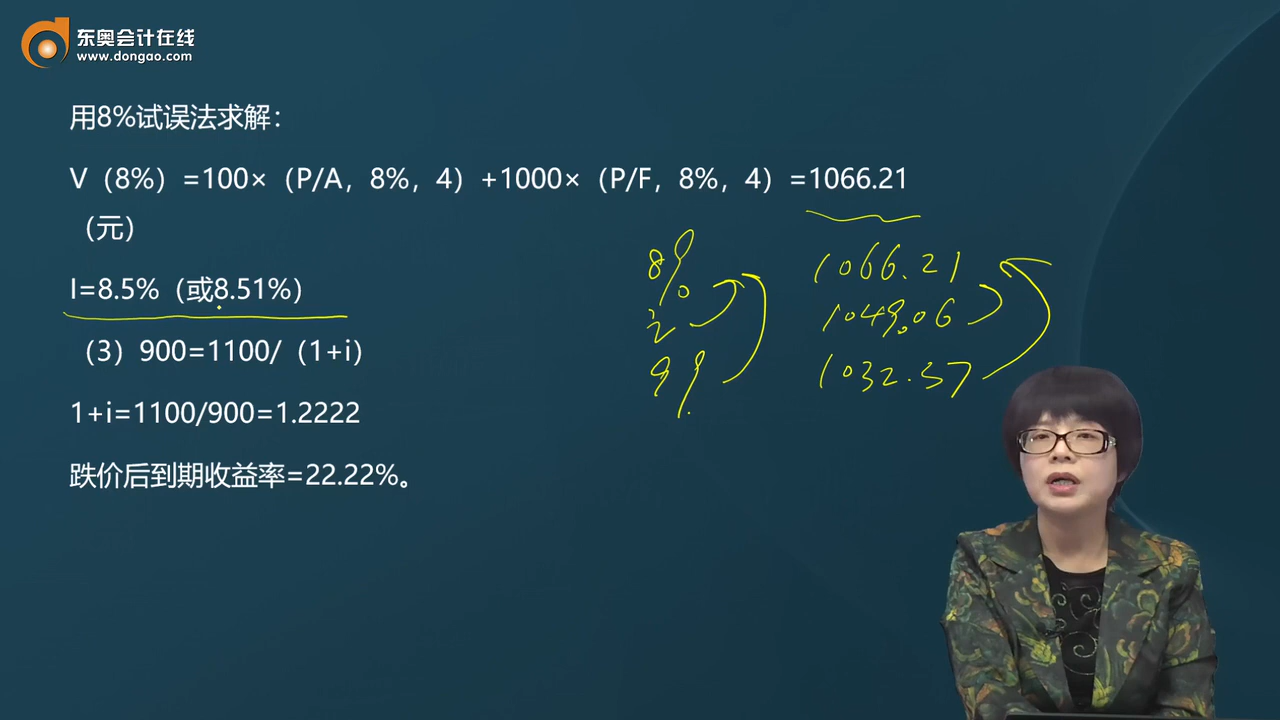 东奥会计在线
www.dongao.com
用8%试误法求解：
V（8%）=100×（P/A，8%，4）+1000×（P/F，8%，4）=1066.21
（元）
I=8.5%（或8.51%）
（3）900=1100/（1+i）
1+i=1100/900=1.2222
跌价后到期收益率=22.22%。
8% 1066.21
i 1049.06
9% 1032.37